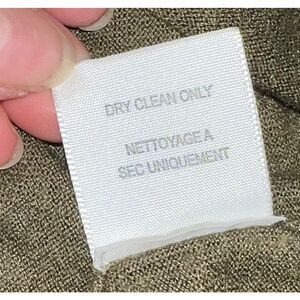 DRY CLEAN ONLY
NETTOYAGE A
SEC UNIQUEMENT